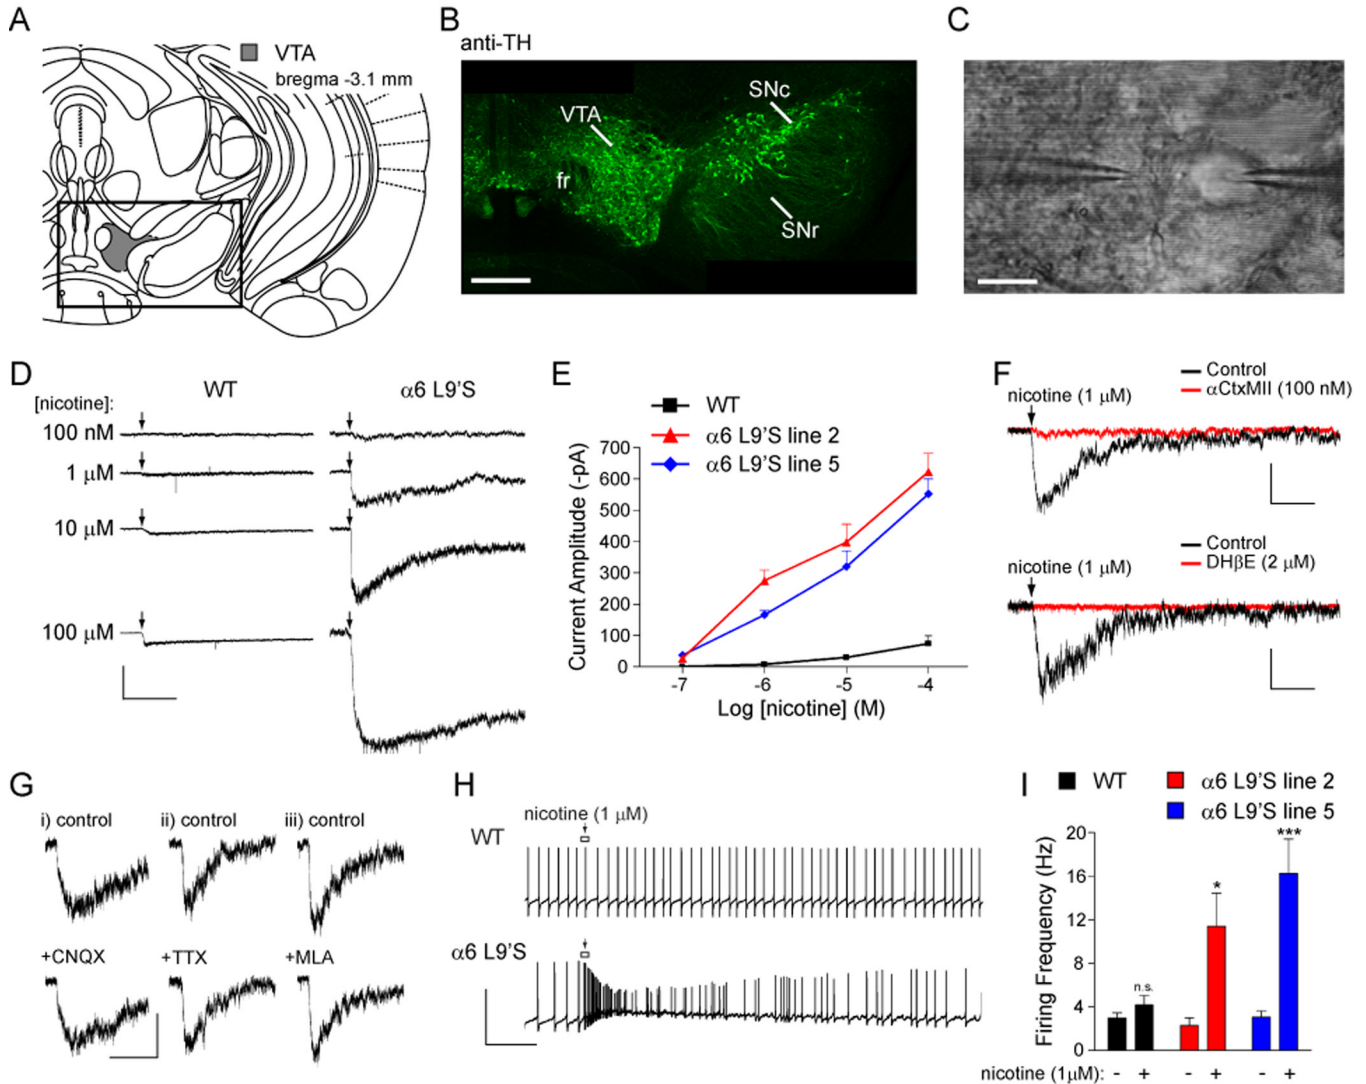 A
VTA
bregma -3.1 mm
B
anti-TH
VTA
SNc
fr
SNr
C
D
WT
α6 L9'S
[nicotine]:
100 nM
1 μM
10 μM
100 μM
E
WT
α6 L9'S line 2
α6 L9'S line 5
Current Amplitude (-pA)
700
600
500
400
300
200
100
0
-7
-6
-5
-4
Log [nicotine] (M)
F
Control
αCtxMII (100 nM)
nicotine (1 μM)
Control
DHβE (2 μM)
nicotine (1 μM)
G
i) control
ii) control
iii) control
+CNQX
+TTX
+MLA
H
nicotine (1 μM)
WT
α6 L9'S
I
WT
α6 L9'S line 2
α6 L9'S line 5
Firing Frequency (Hz)
20
16
12
8
4
0
n.s.
*
***
nicotine (1μM): - + - + - +